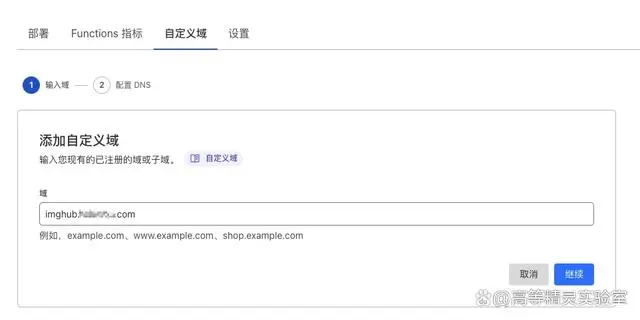 部署 Functions 指标 自定义域 设置
1 输入域 2 配置 DNS
添加自定义域
输入您现有的已注册的域或子域。 自定义域
域
imghub. .com
例如，example.com、www.example.com、shop.example.com
取消 继续
@高等精灵实验室